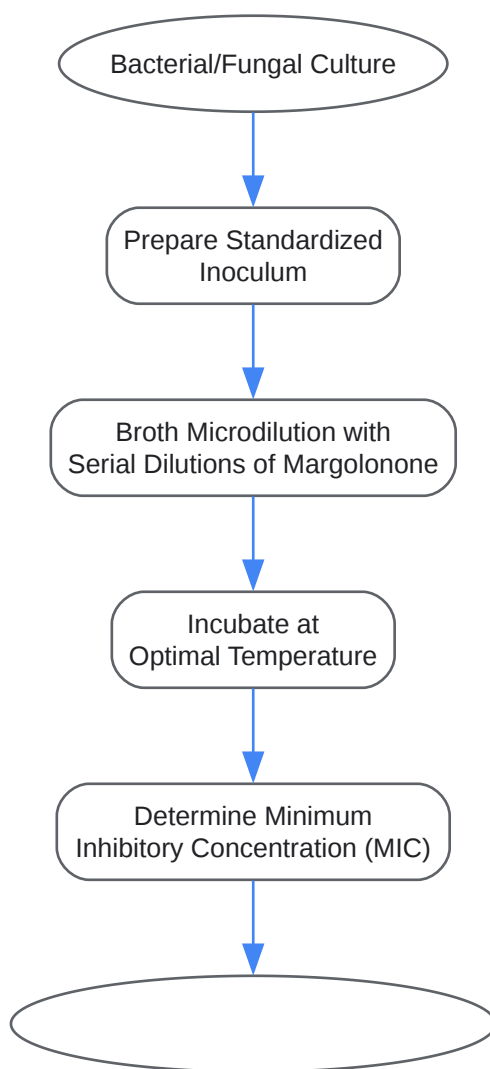 Bacterial/Fungal Culture
Prepare Standardized
Inoculum
Broth Microdilution with
Serial Dilutions of Margolonone
Incubate at
Optimal Temperature
Determine Minimum
Inhibitory Concentration (MIC)